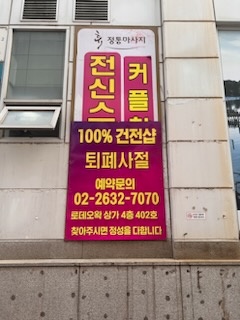 정통마사지
전신스
커플
100% 건전샵
퇴폐사절
예약문의
02-2632-7070
로데오왁 상가 4층 402호
찾아주시면 정성을 다합니다